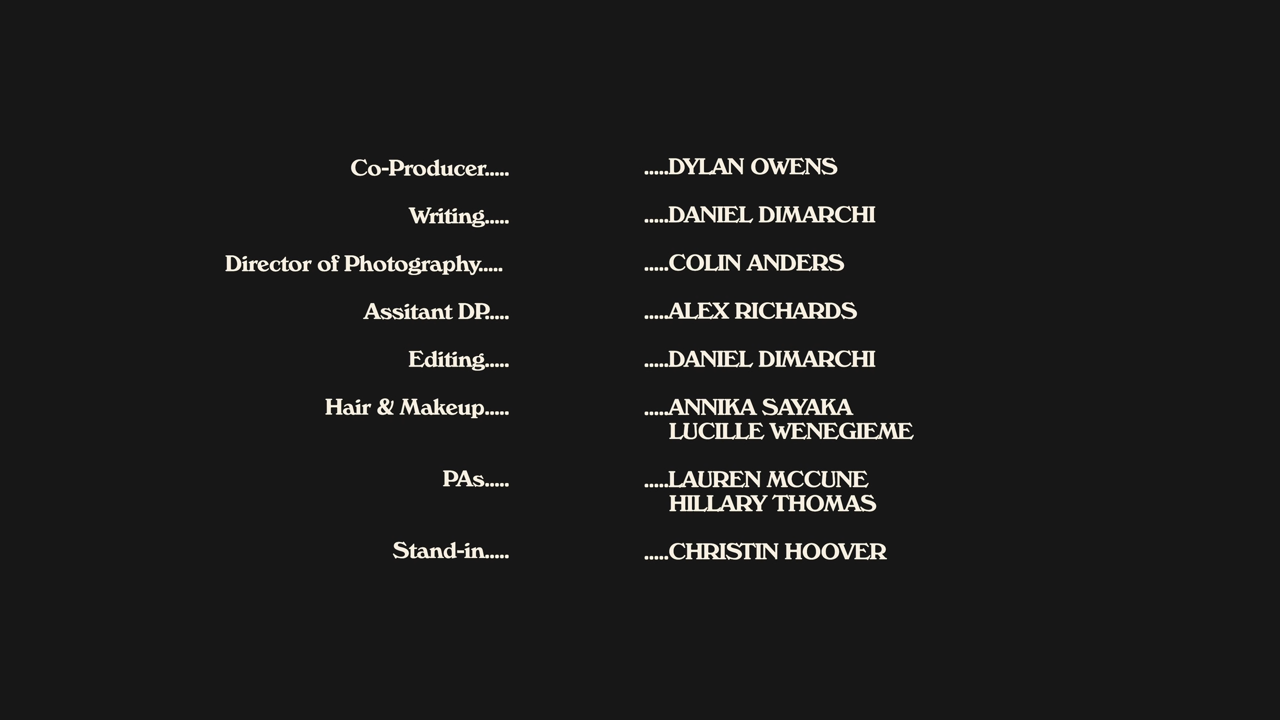 Co-Producer..... .....DYLAN OWENS
Writing..... .....DANIEL DIMARCHI
Director of Photography..... .....COLIN ANDERS
Assitant DP..... .....ALEX RICHARDS
Editing..... .....DANIEL DIMARCHI
Hair & Makeup..... .....ANNIKA SAYAKA
LUCILLE WENEGIEME
PAs..... .....LAUREN MCCUNE
HILLARY THOMAS
Stand-in..... .....CHRISTIN HOOVER